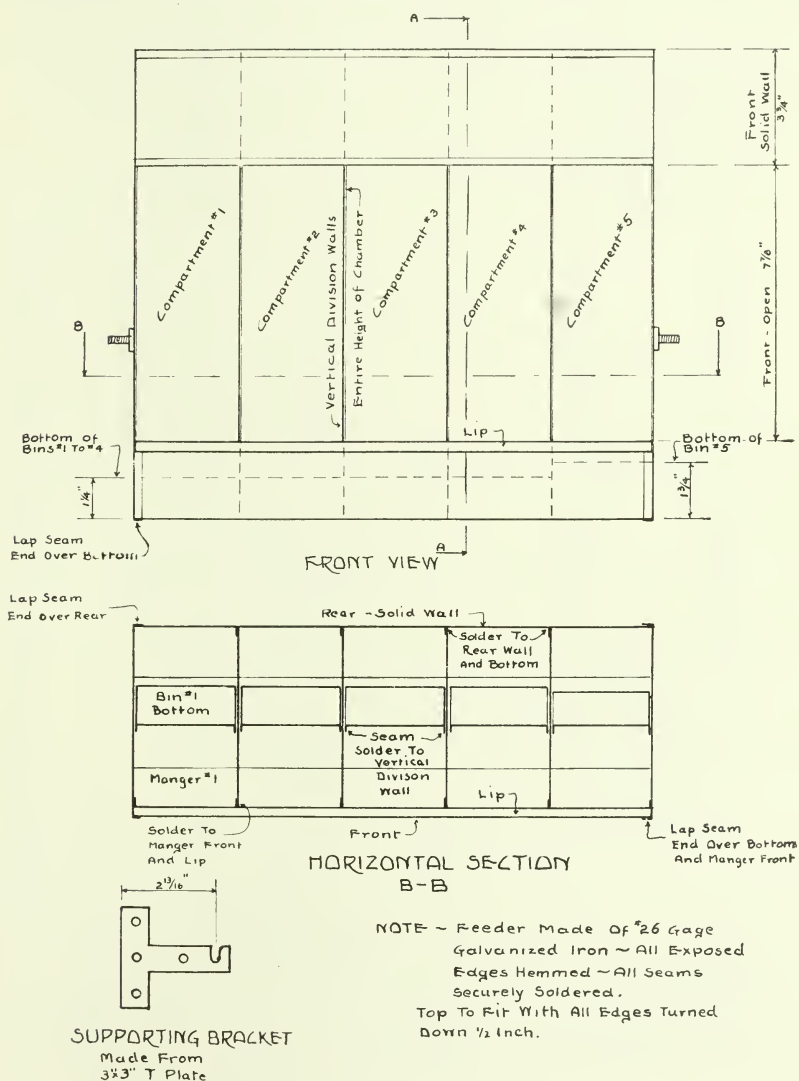 A
Front
Solid Wall
3 3/4"
Compartment #1
Compartment #2
Vertical Division Walls
Entire Height of Chamber
Compartment #3
Compartment #4
Compartment #5
Front - Open 7 7/8"
B
B
Bottom of
Bins #1 To #4
Lip
Bottom of
Bin #5
1 1/4"
1 3/4"
Lap Seam
End Over Bottom
FRONT VIEW
A
Lap Seam
End Over Rear
Rear - Solid Wall
Solder To
Rear Wall
And Bottom
Bin #1
Bottom
Seam
Solder To
Vertical
Divison
Wall
Manger #1
Lip
Solder To
Manger Front
And Lip
Front
Lap Seam
End Over Bottom
And Manger Front
HORIZONTAL SECTION
B-B
2 13/16"
NOTE ~ Feeder Made Of #26 Gage
Galvanized Iron ~ All Exposed
Edges Hemmed ~ All Seams
Securely Soldered.
Top To Fit With All Edges Turned
Down 1/2 Inch.
SUPPORTING BRACKET
Made From
3"x3" T Plate